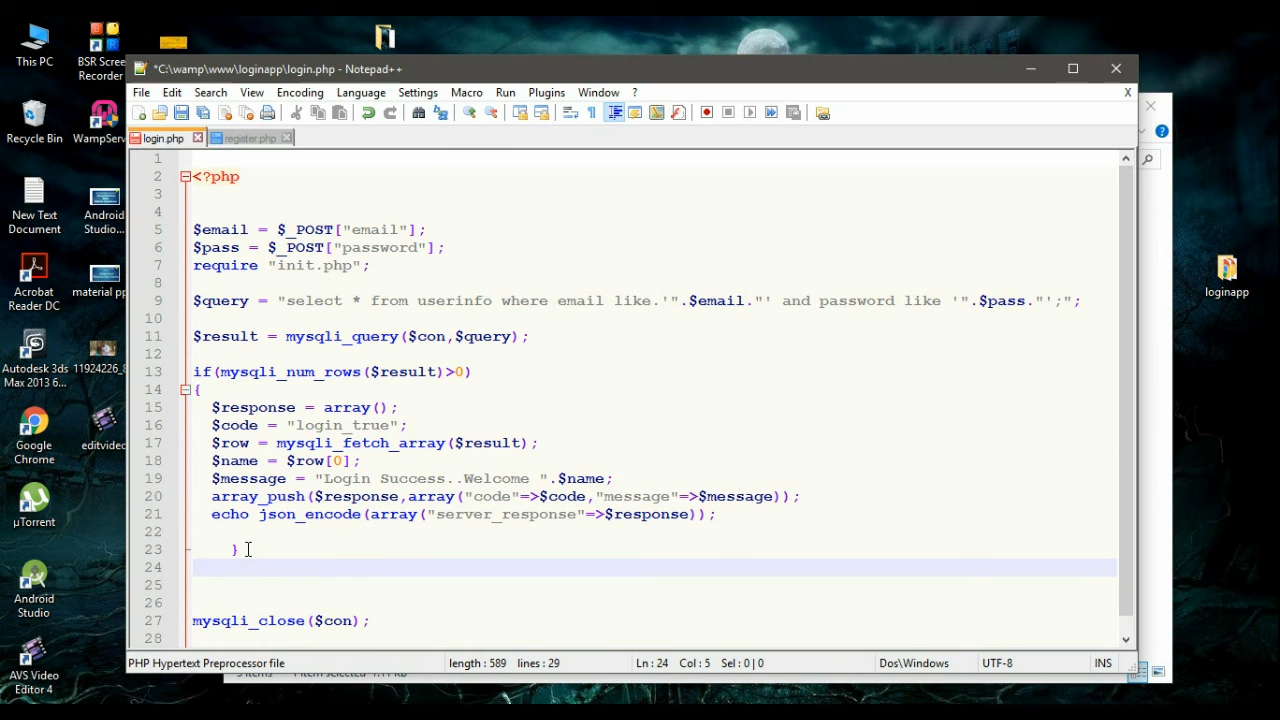 This PC
BSR Scree
Recorder
Recycle Bin
WampServ
New Text
Document
Android
Studio...
Acrobat
Reader DC
material pp
Autodesk 3ds
Max 2013 6...
11924226_8
Google
Chrome
editvideo
µTorrent
Android
Studio
AVS Video
Editor 4
loginapp
*C:\wamp\www\loginapp\login.php - Notepad++
File Edit Search View Encoding Language Settings Macro Run Plugins Window ? X
login.php register.php
1
2 <?php
3
4
5 $email = $_POST["email"];
6 $pass = $_POST["password"];
7 require "init.php";
8
9 $query = "select * from userinfo where email like.'".$email."' and password like '".$pass."';";
10
11 $result = mysqli_query($con,$query);
12
13 if(mysqli_num_rows($result)>0)
14 {
15 $response = array();
16 $code = "login_true";
17 $row = mysqli_fetch_array($result);
18 $name = $row[0];
19 $message = "Login Success..Welcome ".$name;
20 array_push($response,array("code"=>$code,"message"=>$message));
21 echo json_encode(array("server_response"=>$response));
22
23 }
24
25
26
27 mysqli_close($con);
28
PHP Hypertext Preprocessor file length : 589 lines : 29 Ln : 24 Col : 5 Sel : 0 | 0 Dos\Windows UTF-8 INS